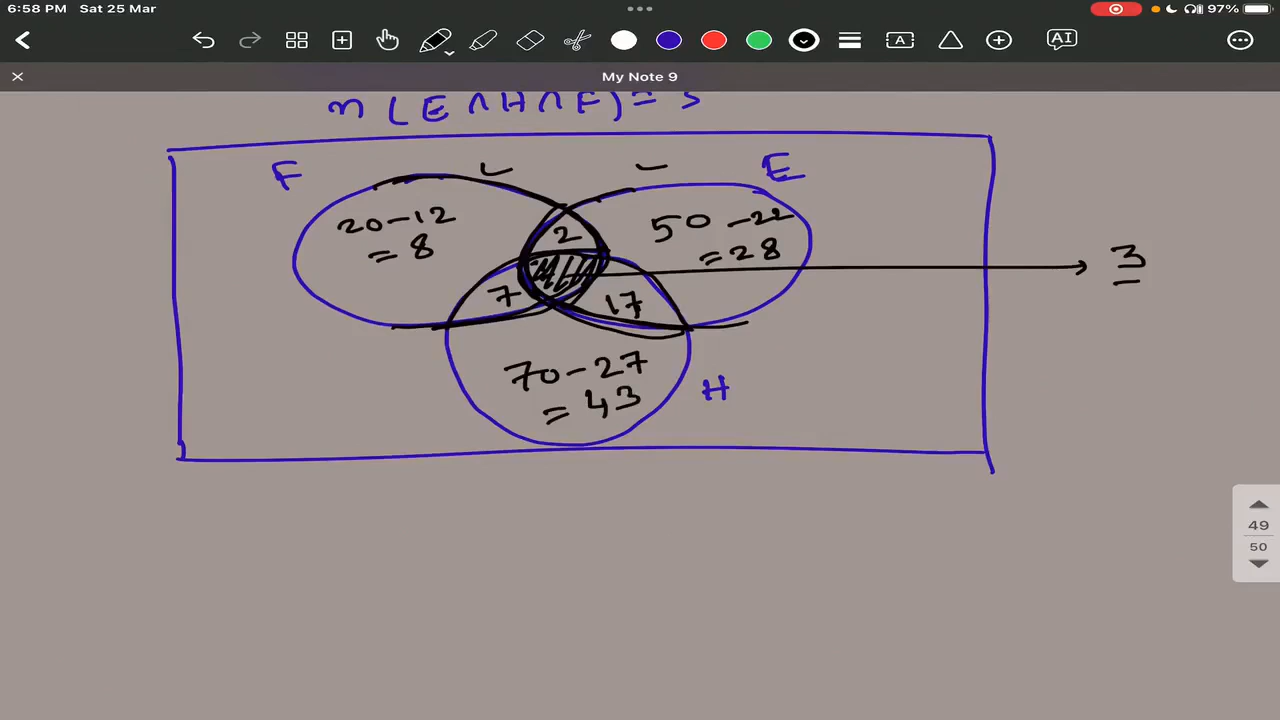 6:58 PM Sat 25 Mar
97%
AI
My Note 9
n ( E ∩ H ∩ F ) = 3
F
E
20-12
= 8
2
50 -22
= 28
3
7
17
70-27
= 43
H
49
50